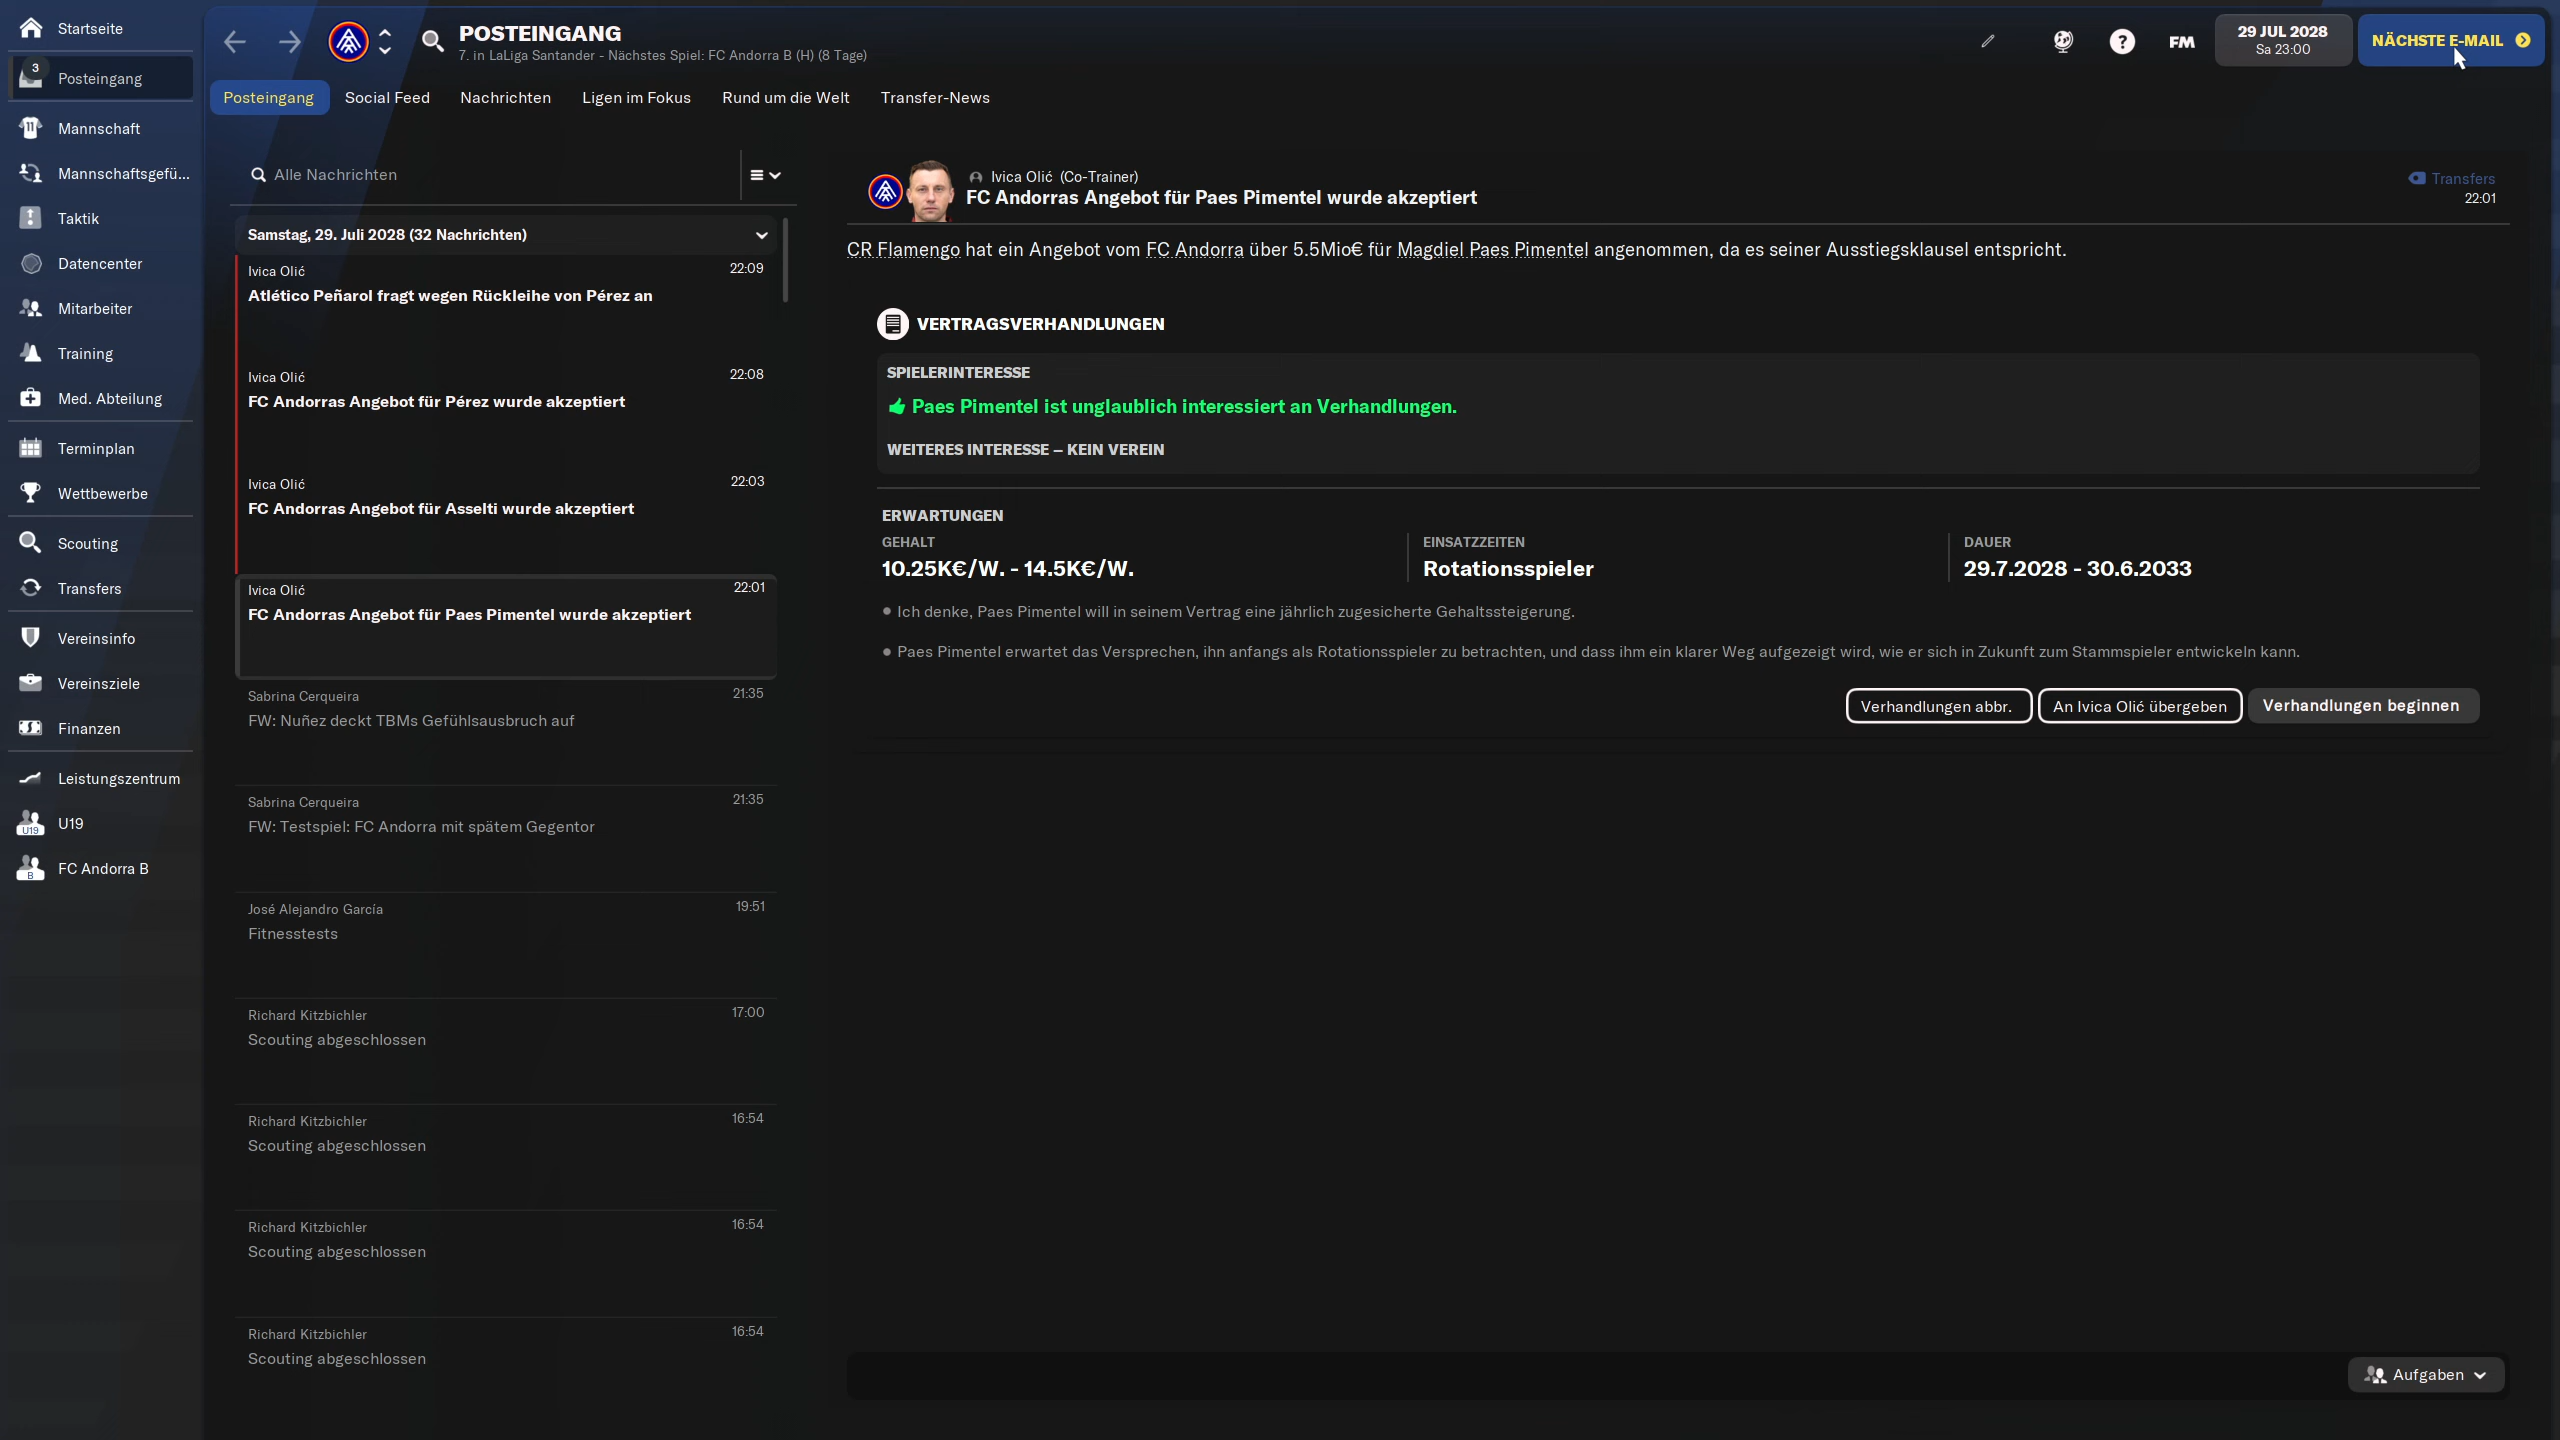 Startseite
3
Posteingang
Mannschaft
Mannschaftsgefü...
Taktik
Datencenter
Mitarbeiter
Training
Med. Abteilung
Terminplan
Wettbewerbe
Scouting
Transfers
Vereinsinfo
Vereinsziele
Finanzen
Leistungszentrum
U19
U19
B
FC Andorra B
POSTEINGANG
7. in LaLiga Santander - Nächstes Spiel: FC Andorra B (H) (8 Tage)
FM
29 JUL 2028
Sa 23:00
NÄCHSTE E-MAIL
Posteingang
Social Feed
Nachrichten
Ligen im Fokus
Rund um die Welt
Transfer-News
Alle Nachrichten
Samstag, 29. Juli 2028 (32 Nachrichten)
Ivica Olić 22:09
Atlético Peñarol fragt wegen Rückleihe von Pérez an
Ivica Olić 22:08
FC Andorras Angebot für Pérez wurde akzeptiert
Ivica Olić 22:03
FC Andorras Angebot für Asselti wurde akzeptiert
Ivica Olić 22:01
FC Andorras Angebot für Paes Pimentel wurde akzeptiert
Sabrina Cerqueira 21:35
FW: Nuñez deckt TBMs Gefühlsausbruch auf
Sabrina Cerqueira 21:35
FW: Testspiel: FC Andorra mit spätem Gegentor
José Alejandro García 19:51
Fitnesstests
Richard Kitzbichler 17:00
Scouting abgeschlossen
Richard Kitzbichler 16:54
Scouting abgeschlossen
Richard Kitzbichler 16:54
Scouting abgeschlossen
Richard Kitzbichler 16:54
Scouting abgeschlossen
Ivica Olić (Co-Trainer)
FC Andorras Angebot für Paes Pimentel wurde akzeptiert
Transfers
22:01
CR Flamengo hat ein Angebot vom FC Andorra über 5.5Mio€ für Magdiel Paes Pimentel angenommen, da es seiner Ausstiegsklausel entspricht.
VERTRAGSVERHANDLUNGEN
SPIELERINTERESSE
Paes Pimentel ist unglaublich interessiert an Verhandlungen.
WEITERES INTERESSE – KEIN VEREIN
ERWARTUNGEN
GEHALT
10.25K€/W. - 14.5K€/W.
EINSATZZEITEN
Rotationsspieler
DAUER
29.7.2028 - 30.6.2033
• Ich denke, Paes Pimentel will in seinem Vertrag eine jährlich zugesicherte Gehaltssteigerung.
• Paes Pimentel erwartet das Versprechen, ihn anfangs als Rotationsspieler zu betrachten, und dass ihm ein klarer Weg aufgezeigt wird, wie er sich in Zukunft zum Stammspieler entwickeln kann.
Verhandlungen abbr.
An Ivica Olić übergeben
Verhandlungen beginnen
Aufgaben